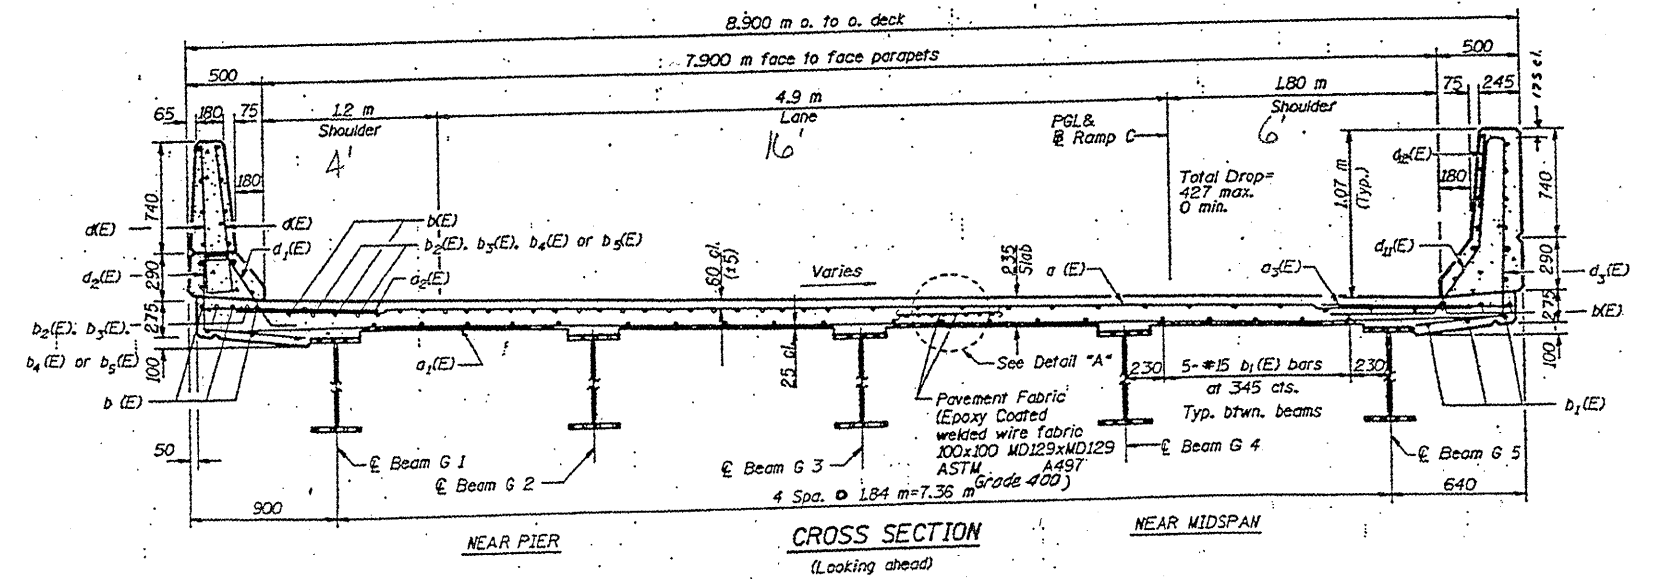 8.900 m o. to o. deck
7.900 m face to face parapets
500
500
1.2 m
Shoulder
4'
4.9 m
Lane
16'
1.80 m
Shoulder
6'
65
180
75
75
245
PGL &
℄ Ramp C
Total Drop=
427 max.
0 min.
1.07 m
(Typ.)
180
180
740
290
275
100
740
290
275
100
d(E)
d(E)
d1(E)
d2(E)
b(E)
b2(E), b3(E), b4(E) or b5(E)
a2(E)
60 cl.
(±5)
Varies
235
Slab
a (E)
a3(E)
d2(E)
d11(E)
d3(E)
b(E)
b2(E), b3(E),
b4(E) or b5(E)
b (E)
a1(E)
25 cl.
See Detail "A"
Pavement Fabric
(Epoxy Coated
welded wire fabric
100x100 MD129xMD129
ASTM A497
Grade 400)
230
5-#15 b1(E) bars
at 345 cts.
Typ. btwn. beams
230
b1(E)
50
℄ Beam G 1
℄ Beam G 2
℄ Beam G 3
℄ Beam G 4
℄ Beam G 5
900
4 Spa. @ 1.84 m=7.36 m
640
NEAR PIER
CROSS SECTION
(Looking ahead)
NEAR MIDSPAN